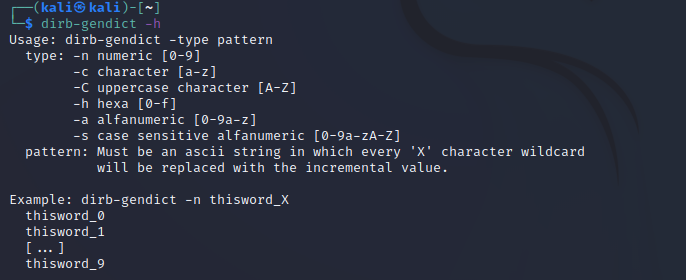 ┌──(kali㉿kali)-[~]
└─$ dirb-gendict -h
Usage: dirb-gendict -type pattern
  type: -n numeric [0-9]
        -c character [a-z]
        -C uppercase character [A-Z]
        -h hexa [0-f]
        -a alfanumeric [0-9a-z]
        -s case sensitive alfanumeric [0-9a-zA-Z]
  pattern: Must be an ascii string in which every 'X' character wildcard
           will be replaced with the incremental value.

Example: dirb-gendict -n thisword_X
  thisword_0
  thisword_1
  [...]
  thisword_9